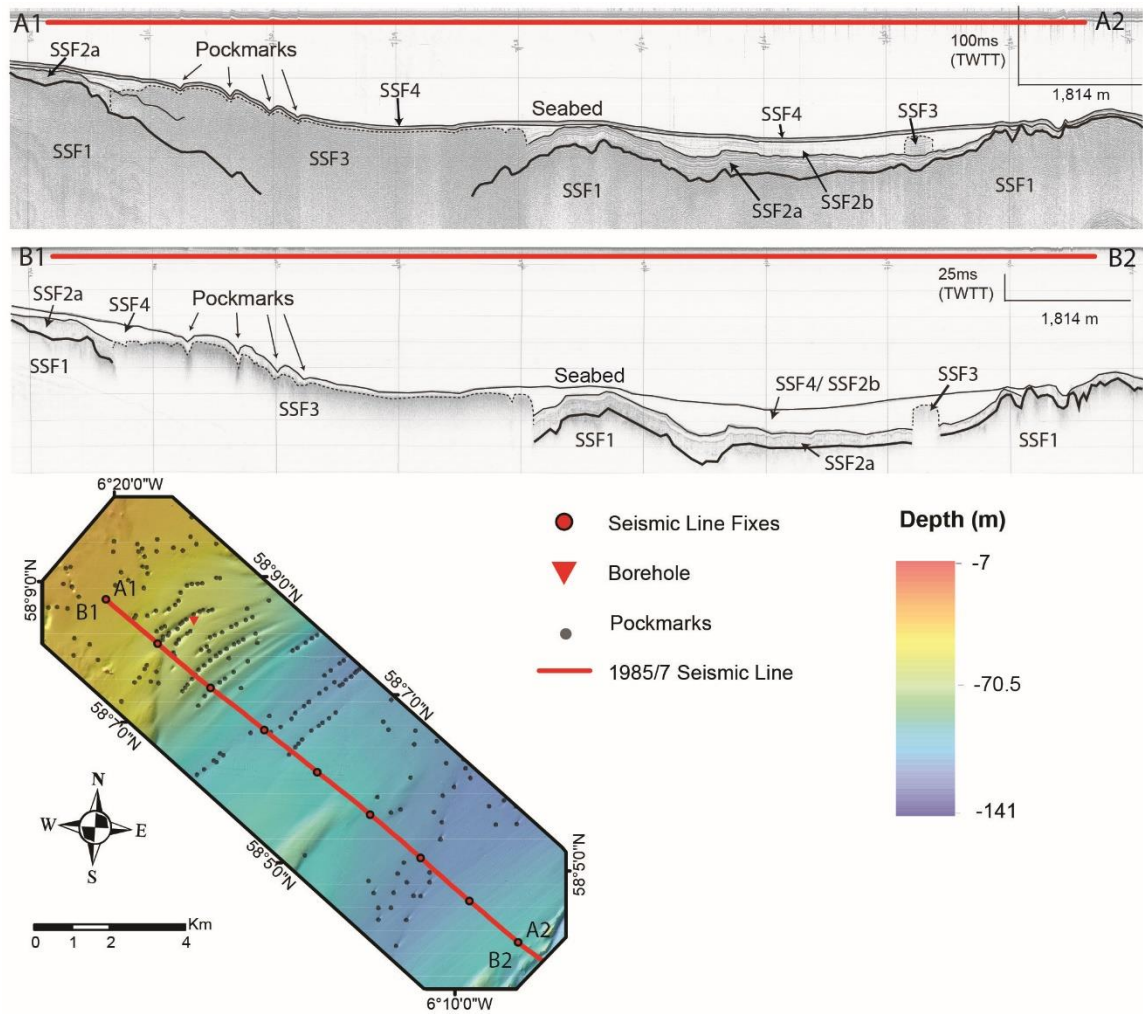 A1
A2
SSF2a
Pockmarks
100ms
(TWTT)
1,814 m
SSF4
Seabed
SSF4
SSF3
SSF1
SSF3
SSF1
SSF2a
SSF2b
SSF1
B1
B2
SSF2a
SSF4
Pockmarks
25ms
(TWTT)
1,814 m
SSF1
SSF3
Seabed
SSF4/ SSF2b
SSF3
SSF1
SSF2a
SSF1
6°20'0"W
58°9'0"N
58°9'0"N
A1
B1
58°7'0"N
58°7'0"N
58°5'0"N
58°5'0"N
A2
B2
6°10'0"W
N
W E
S
Km
0 1 2 4
Seismic Line Fixes
Borehole
Pockmarks
1985/7 Seismic Line
Depth (m)
-7
-70.5
-141